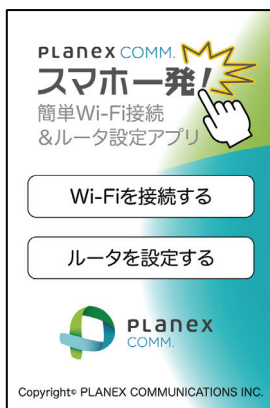 PLANEX COMM.
スマホ一発!
簡単Wi-Fi接続
&ルータ設定アプリ
Wi-Fiを接続する
ルータを設定する
PLANEX
COMM.
Copyright© PLANEX COMMUNICATIONS INC.